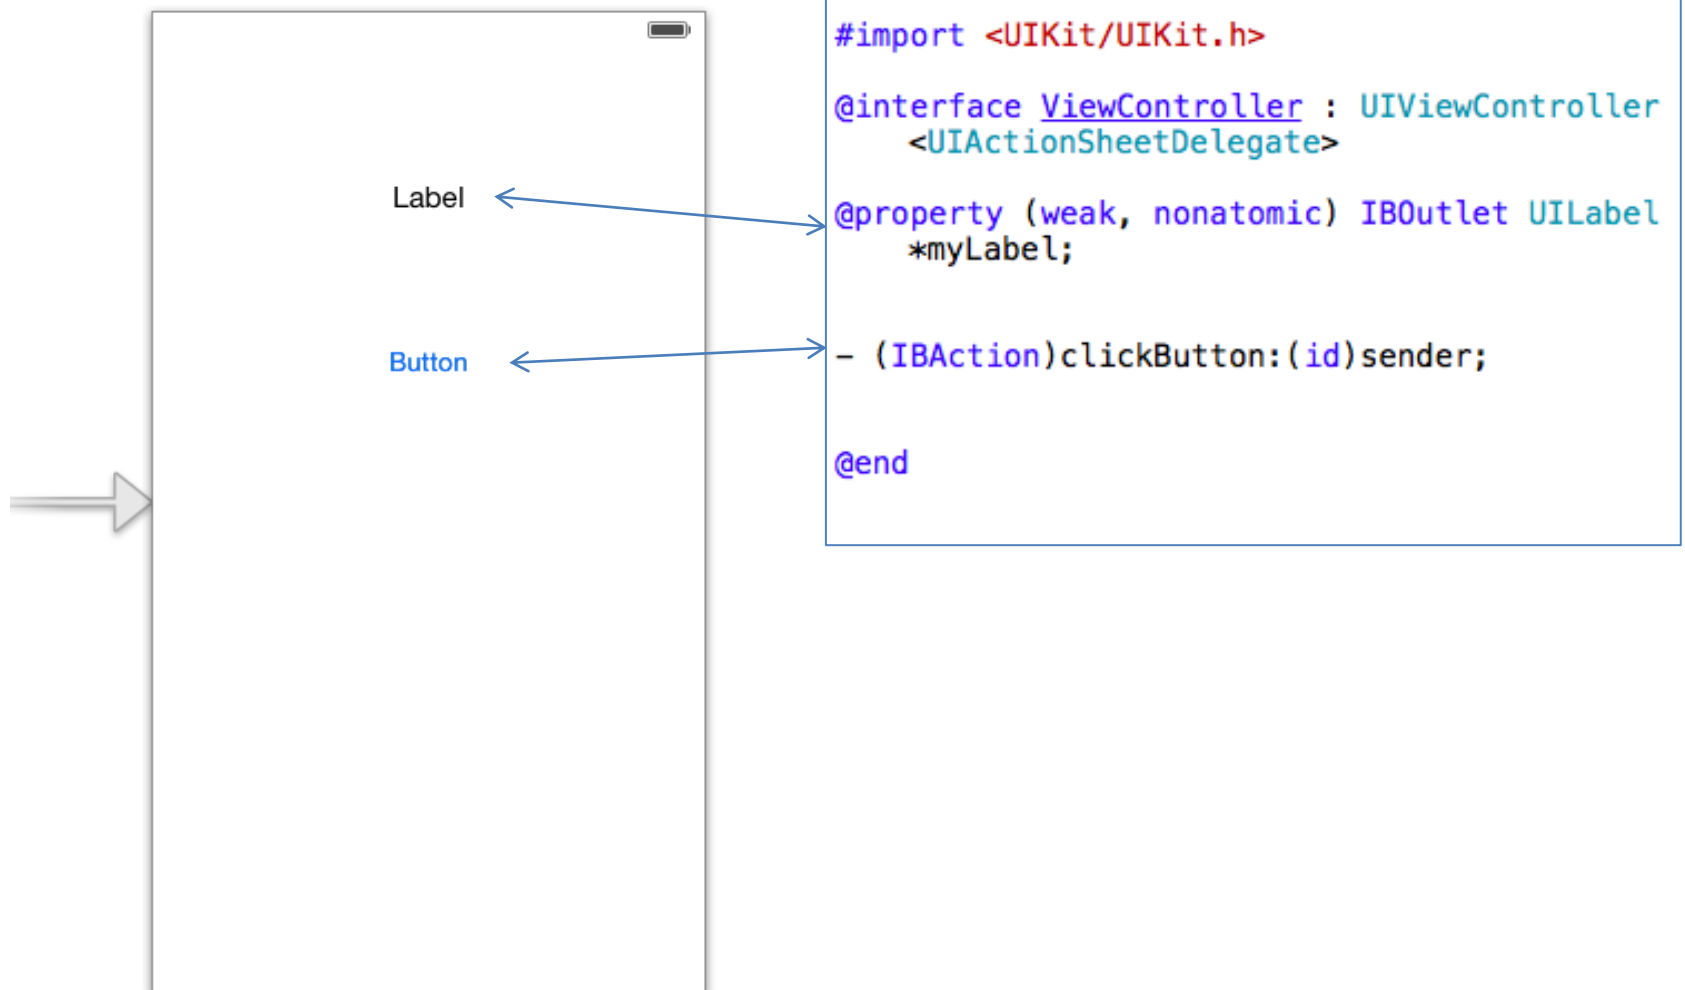 Label
Button
#import <UIKit/UIKit.h>
@interface ViewController : UIViewController
<UIActionSheetDelegate>
@property (weak, nonatomic) IBOutlet UILabel
*myLabel;
- (IBAction)clickButton:(id)sender;
@end